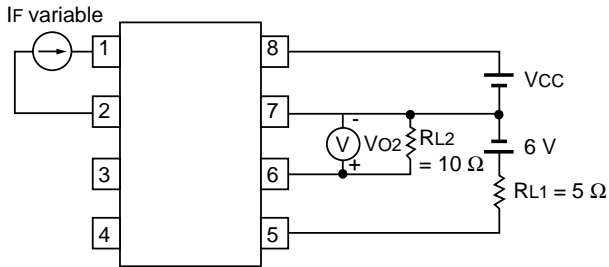 IF variable
1
2
3
4
8
7
6
5
VCC
-
V
+
VO2
RL2
= 10 Ω
6 V
RL1 = 5 Ω